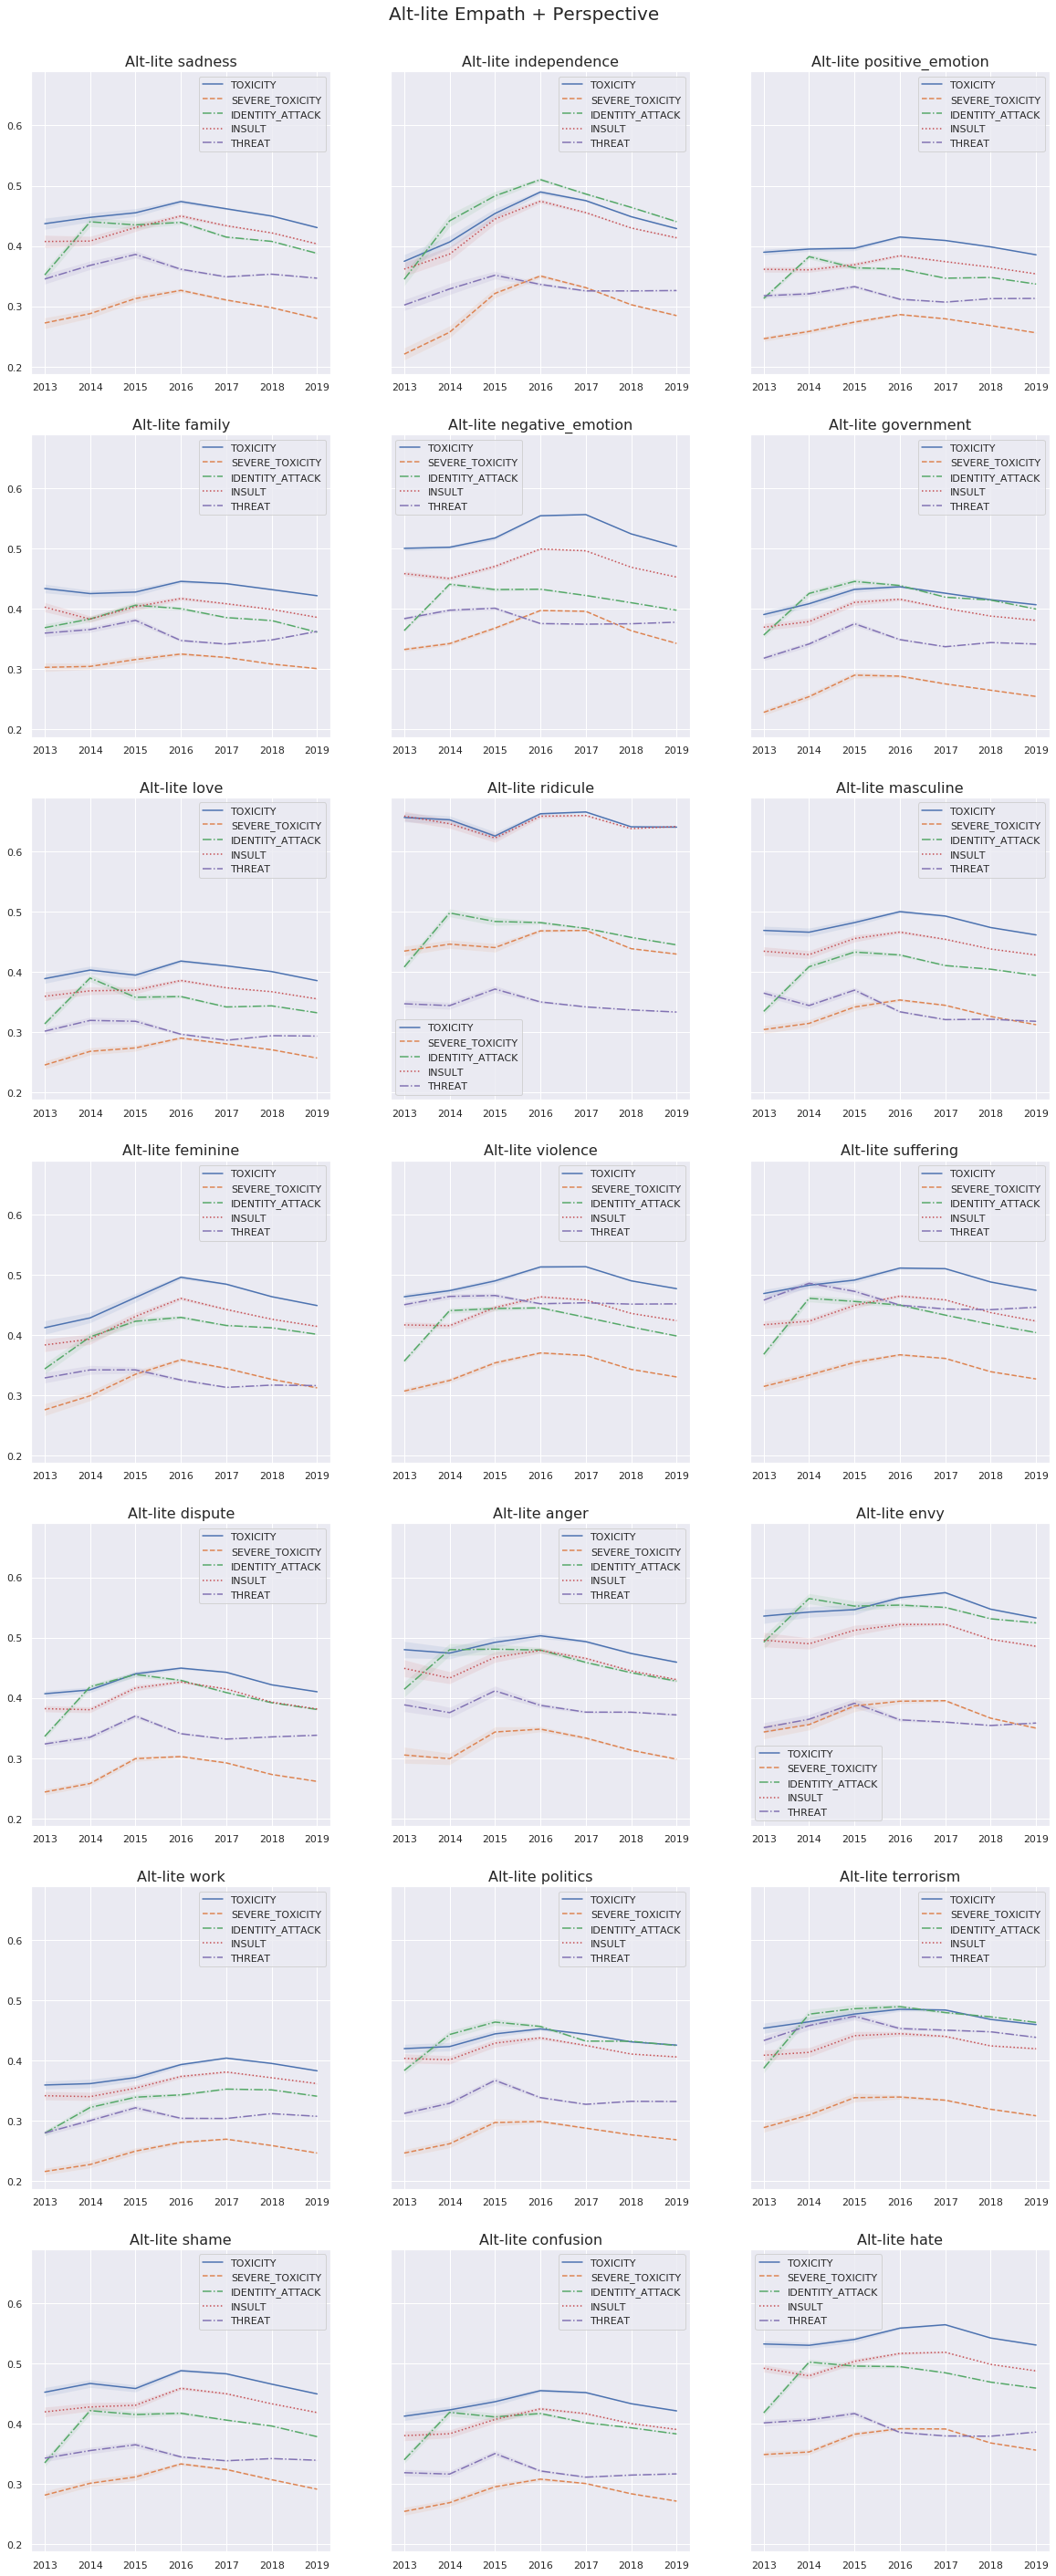 Alt-lite Empath + Perspective
Alt-lite sadness
TOXICITY
SEVERE_TOXICITY
IDENTITY_ATTACK
INSULT
THREAT
0.6
0.5
0.4
0.3
0.2
2013 2014 2015 2016 2017 2018 2019
Alt-lite independence
TOXICITY
SEVERE_TOXICITY
IDENTITY_ATTACK
INSULT
THREAT
2013 2014 2015 2016 2017 2018 2019
Alt-lite positive_emotion
TOXICITY
SEVERE_TOXICITY
IDENTITY_ATTACK
INSULT
THREAT
2013 2014 2015 2016 2017 2018 2019
Alt-lite family
TOXICITY
SEVERE_TOXICITY
IDENTITY_ATTACK
INSULT
THREAT
0.6
0.5
0.4
0.3
0.2
2013 2014 2015 2016 2017 2018 2019
Alt-lite negative_emotion
TOXICITY
SEVERE_TOXICITY
IDENTITY_ATTACK
INSULT
THREAT
2013 2014 2015 2016 2017 2018 2019
Alt-lite government
TOXICITY
SEVERE_TOXICITY
IDENTITY_ATTACK
INSULT
THREAT
2013 2014 2015 2016 2017 2018 2019
Alt-lite love
TOXICITY
SEVERE_TOXICITY
IDENTITY_ATTACK
INSULT
THREAT
0.6
0.5
0.4
0.3
0.2
2013 2014 2015 2016 2017 2018 2019
Alt-lite ridicule
TOXICITY
SEVERE_TOXICITY
IDENTITY_ATTACK
INSULT
THREAT
2013 2014 2015 2016 2017 2018 2019
Alt-lite masculine
TOXICITY
SEVERE_TOXICITY
IDENTITY_ATTACK
INSULT
THREAT
2013 2014 2015 2016 2017 2018 2019
Alt-lite feminine
TOXICITY
SEVERE_TOXICITY
IDENTITY_ATTACK
INSULT
THREAT
0.6
0.5
0.4
0.3
0.2
2013 2014 2015 2016 2017 2018 2019
Alt-lite violence
TOXICITY
SEVERE_TOXICITY
IDENTITY_ATTACK
INSULT
THREAT
2013 2014 2015 2016 2017 2018 2019
Alt-lite suffering
TOXICITY
SEVERE_TOXICITY
IDENTITY_ATTACK
INSULT
THREAT
2013 2014 2015 2016 2017 2018 2019
Alt-lite dispute
TOXICITY
SEVERE_TOXICITY
IDENTITY_ATTACK
INSULT
THREAT
0.6
0.5
0.4
0.3
0.2
2013 2014 2015 2016 2017 2018 2019
Alt-lite anger
TOXICITY
SEVERE_TOXICITY
IDENTITY_ATTACK
INSULT
THREAT
2013 2014 2015 2016 2017 2018 2019
Alt-lite envy
TOXICITY
SEVERE_TOXICITY
IDENTITY_ATTACK
INSULT
THREAT
2013 2014 2015 2016 2017 2018 2019
Alt-lite work
TOXICITY
SEVERE_TOXICITY
IDENTITY_ATTACK
INSULT
THREAT
0.6
0.5
0.4
0.3
0.2
2013 2014 2015 2016 2017 2018 2019
Alt-lite politics
TOXICITY
SEVERE_TOXICITY
IDENTITY_ATTACK
INSULT
THREAT
2013 2014 2015 2016 2017 2018 2019
Alt-lite terrorism
TOXICITY
SEVERE_TOXICITY
IDENTITY_ATTACK
INSULT
THREAT
2013 2014 2015 2016 2017 2018 2019
Alt-lite shame
TOXICITY
SEVERE_TOXICITY
IDENTITY_ATTACK
INSULT
THREAT
0.6
0.5
0.4
0.3
0.2
2013 2014 2015 2016 2017 2018 2019
Alt-lite confusion
TOXICITY
SEVERE_TOXICITY
IDENTITY_ATTACK
INSULT
THREAT
2013 2014 2015 2016 2017 2018 2019
Alt-lite hate
TOXICITY
SEVERE_TOXICITY
IDENTITY_ATTACK
INSULT
THREAT
2013 2014 2015 2016 2017 2018 2019